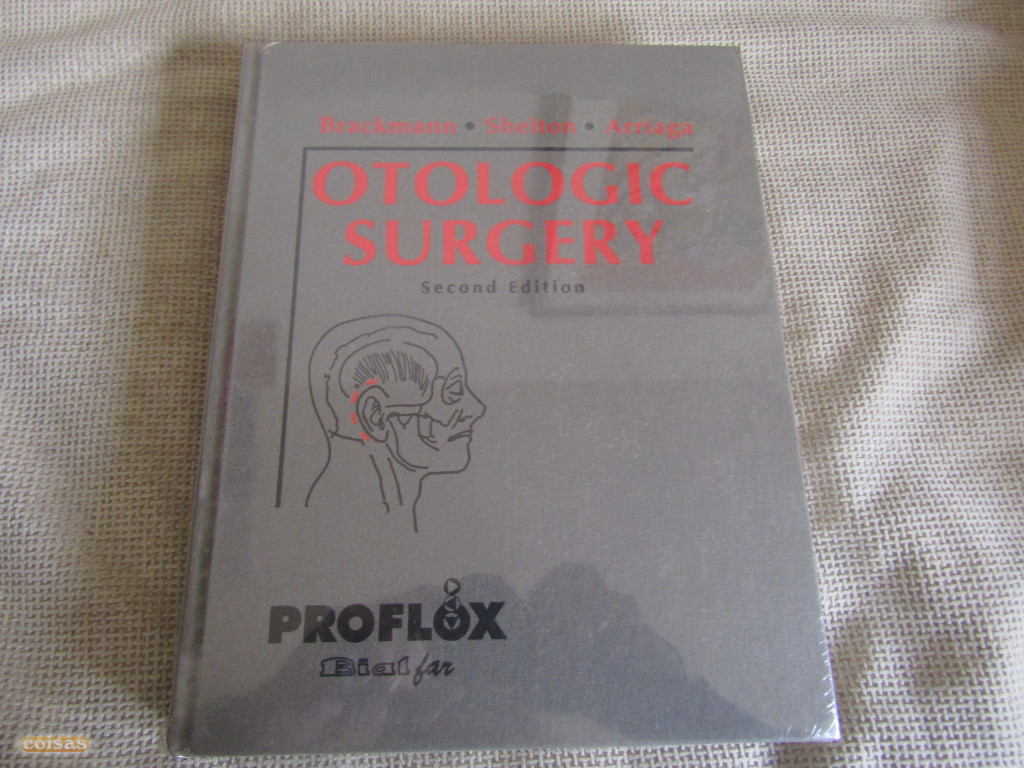 Brackmann • Shelton • Arriaga
OTOLOGIC
SURGERY
Second Edition
PROFLOX
Bial far
coisas